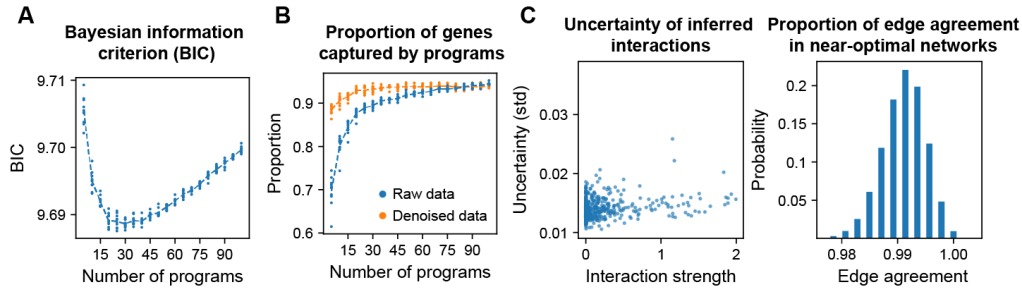 A
Bayesian information
criterion (BIC)
9.71
9.70
9.69
BIC
15 30 45 60 75 90
Number of programs
B
Proportion of genes
captured by programs
0.9
0.8
0.7
0.6
Proportion
Raw data
Denoised data
15 30 45 60 75 90
Number of programs
C
Uncertainty of inferred
interactions
0.03
0.02
0.01
Uncertainty (std)
0 1 2
Interaction strength
Proportion of edge agreement
in near-optimal networks
0.2
0.15
0.1
0.05
Probability
0.98 0.99 1.00
Edge agreement